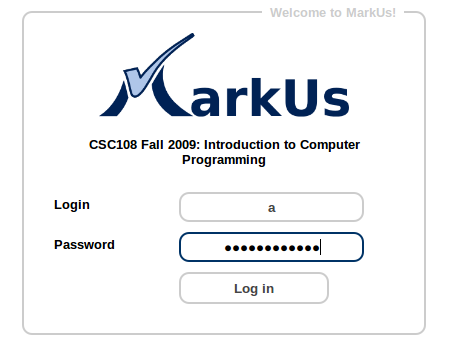 Welcome to MarkUs!
MarkUs
CSC108 Fall 2009: Introduction to Computer
Programming
Login
a
Password
●●●●●●●●●●●●
Log in